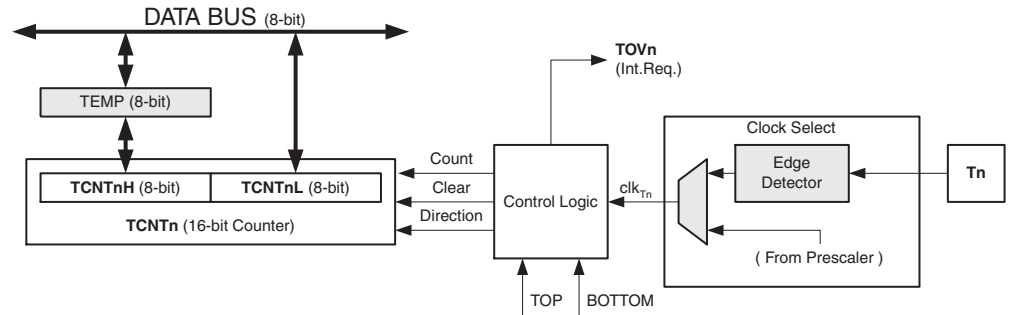 DATA BUS (8-bit)
TOVn
(Int.Req.)
TEMP (8-bit)
Clock Select
Edge
Detector
Tn
Count
TCNTnH (8-bit) TCNTnL (8-bit)
Clear
Control Logic
clkTn
Direction
TCNTn (16-bit Counter)
( From Prescaler )
TOP
BOTTOM